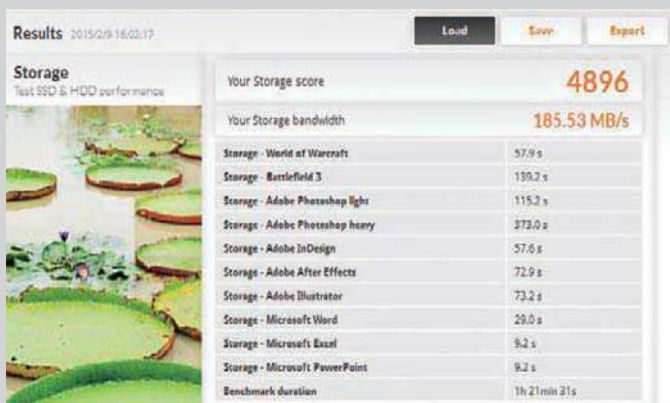 Results 2015/2/9 16:02:17
Load Save Export
Storage
Test SSD & HDD performance
Your Storage score 4896
Your Storage bandwidth 185.53 MB/s
Storage - World of Warcraft 57.9 s
Storage - Battlefield 3 139.2 s
Storage - Adobe Photoshop light 115.2 s
Storage - Adobe Photoshop heavy 373.0 s
Storage - Adobe InDesign 57.6 s
Storage - Adobe After Effects 72.9 s
Storage - Adobe Illustrator 73.2 s
Storage - Microsoft Word 29.0 s
Storage - Microsoft Excel 9.2 s
Storage - Microsoft PowerPoint 9.2 s
Benchmark duration 1h 21min 31s